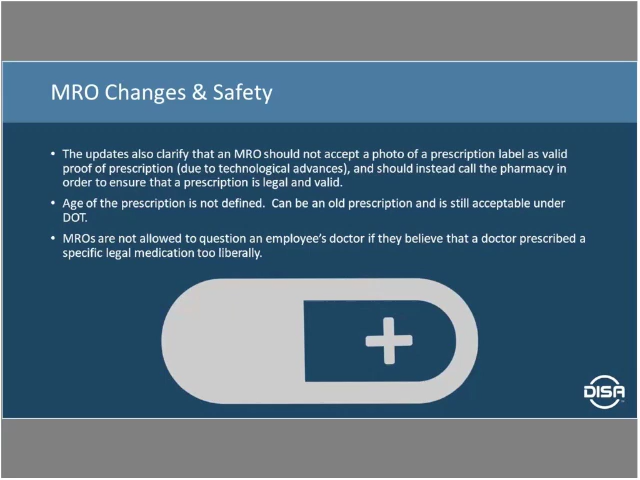 MRO Changes & Safety
• The updates also clarify that an MRO should not accept a photo of a prescription label as valid
proof of prescription (due to technological advances), and should instead call the pharmacy in
order to ensure that a prescription is legal and valid.
• Age of the prescription is not defined.  Can be an old prescription and is still acceptable under
DOT.
• MROs are not allowed to question an employee's doctor if they believe that a doctor prescribed a
specific legal medication too liberally.
DISA